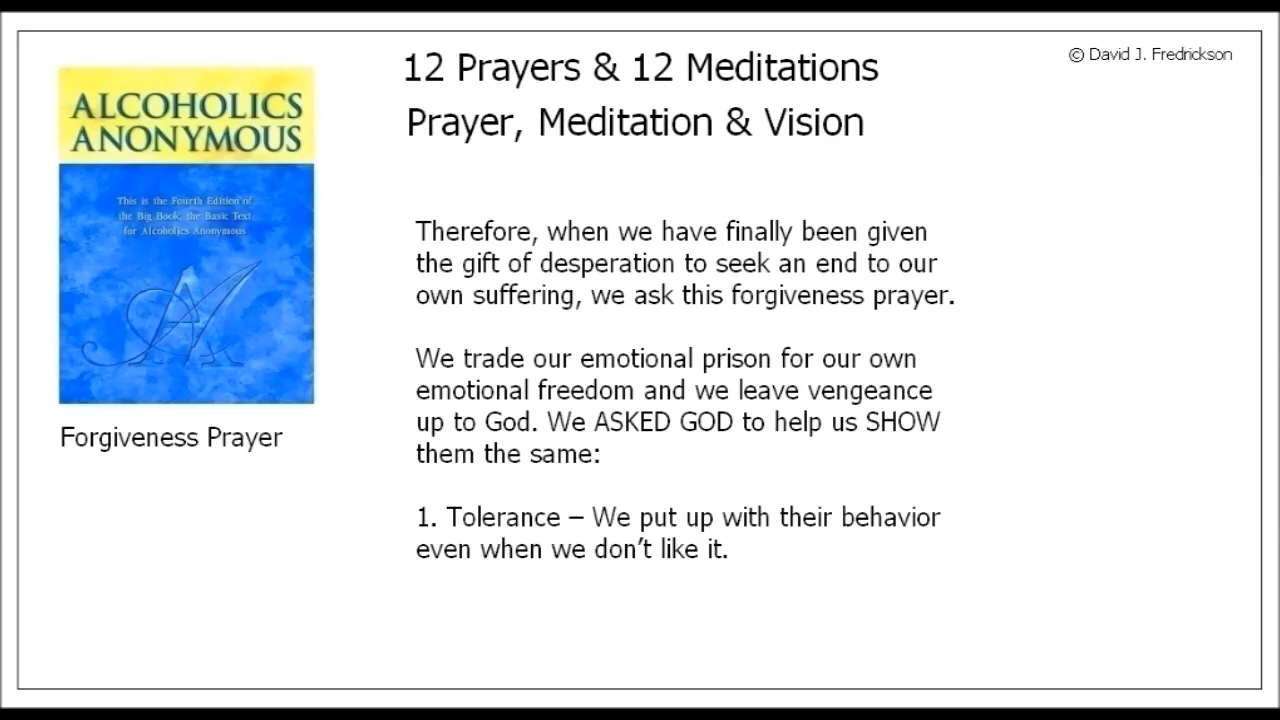 12 Prayers & 12 Meditations
Prayer, Meditation & Vision
© David J. Fredrickson
ALCOHOLICS
ANONYMOUS
This is the Fourth Edition of
the Big Book, the Basic Text
for Alcoholics Anonymous
AA
Forgiveness Prayer
Therefore, when we have finally been given
the gift of desperation to seek an end to our
own suffering, we ask this forgiveness prayer.
We trade our emotional prison for our own
emotional freedom and we leave vengeance
up to God. We ASKED GOD to help us SHOW
them the same:
1. Tolerance – We put up with their behavior
even when we don’t like it.